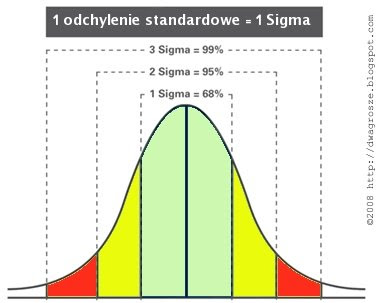 1 odchylenie standardowe = 1 Sigma
3 Sigma = 99%
2 Sigma = 95%
1 Sigma = 68%
©2008 http://dwagrosze.blogspot.com